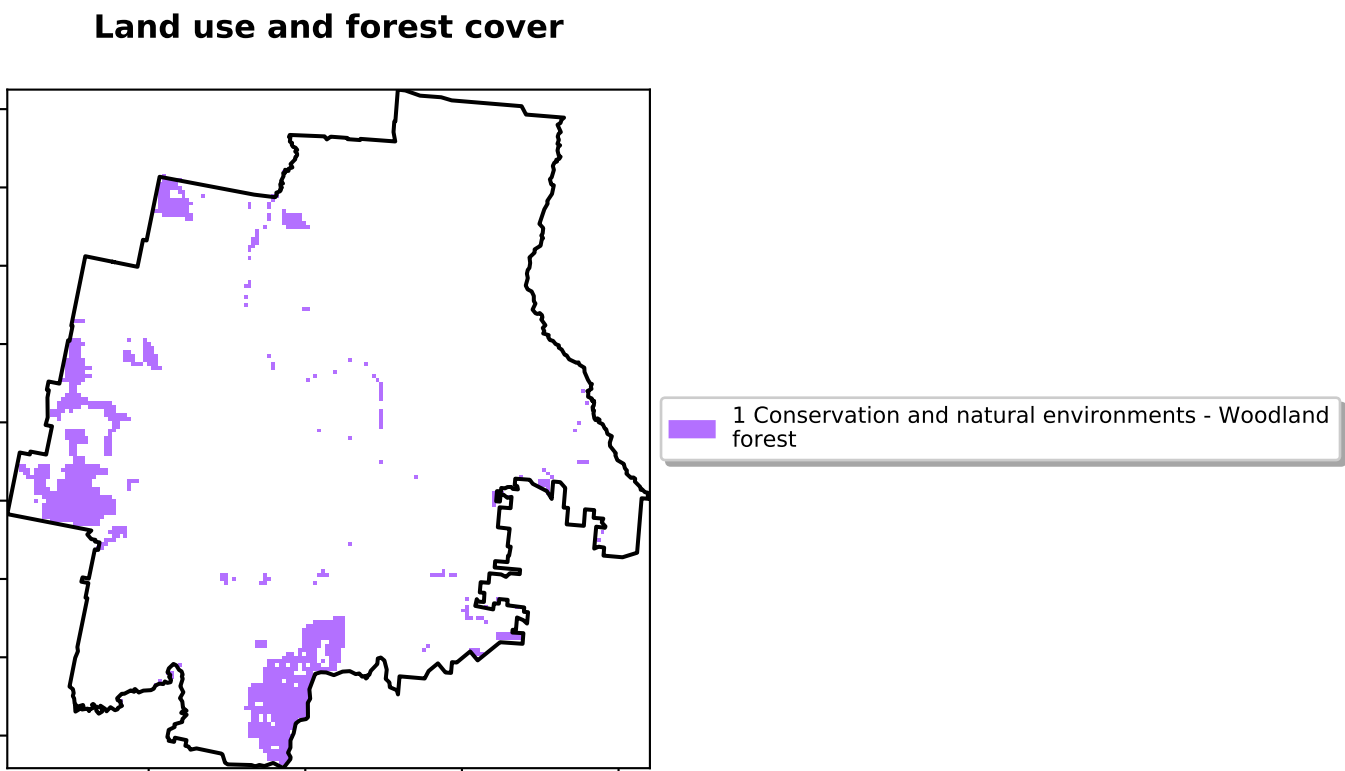 Land use and forest cover
1 Conservation and natural environments - Woodland
forest